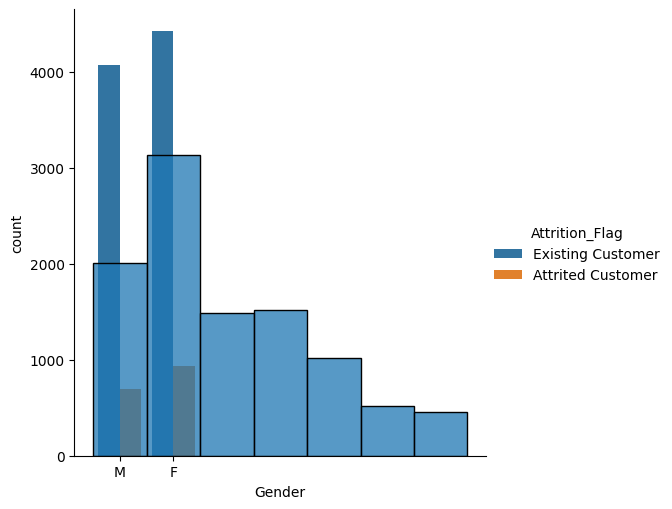 4000
3000
2000
1000
0
count
M F
Gender
Attrition_Flag
Existing Customer
Attrited Customer